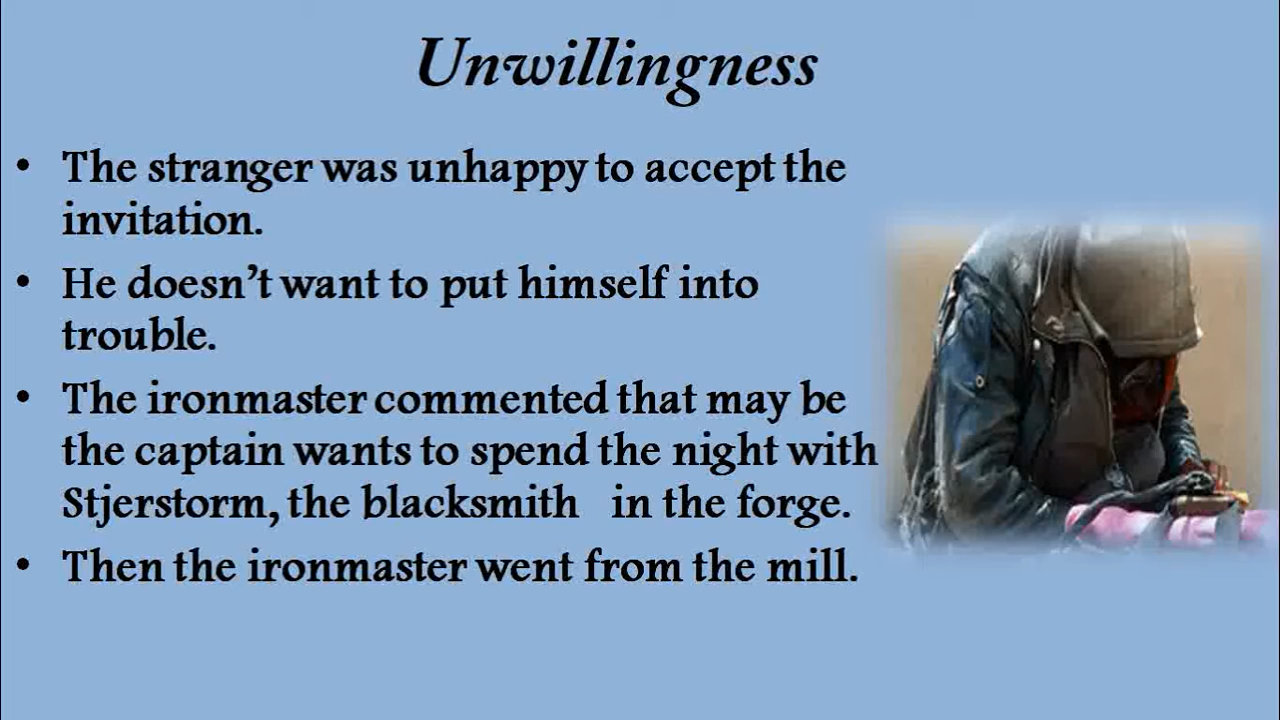 Unwillingness
• The stranger was unhappy to accept the
invitation.
• He doesn't want to put himself into
trouble.
• The ironmaster commented that may be
the captain wants to spend the night with
Stjerstorm, the blacksmith in the forge.
• Then the ironmaster went from the mill.